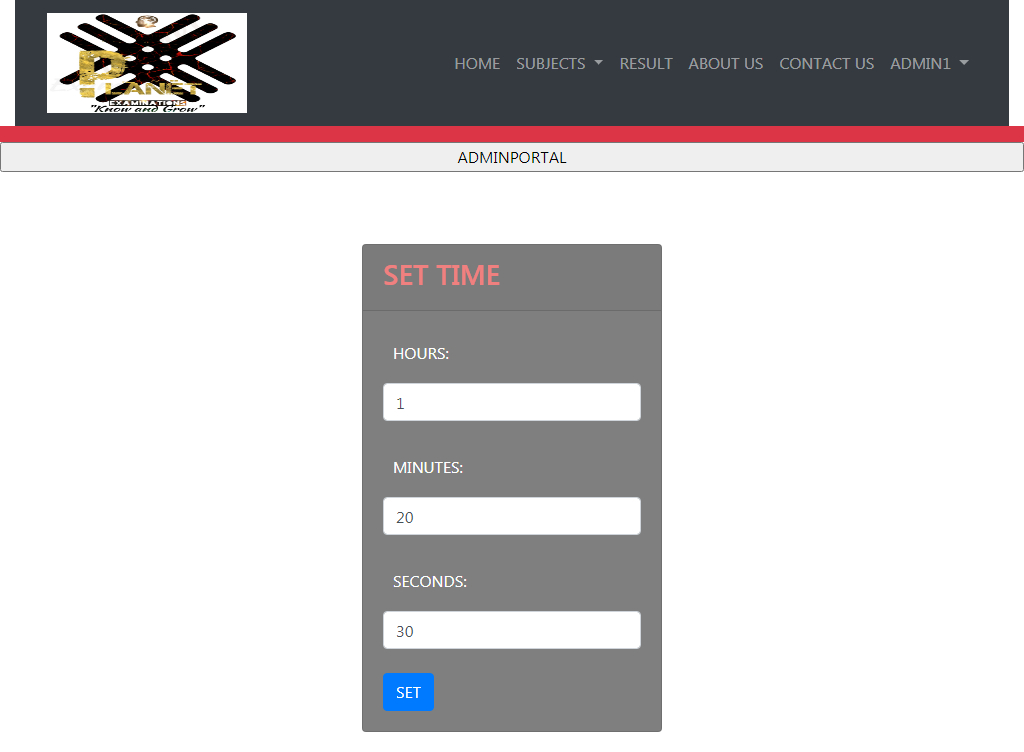 PLANET
EXAMINATIONS
"Know and Grow"
HOME SUBJECTS RESULT ABOUT US CONTACT US ADMIN1
ADMINPORTAL
SET TIME
HOURS:
1
MINUTES:
20
SECONDS:
30
SET